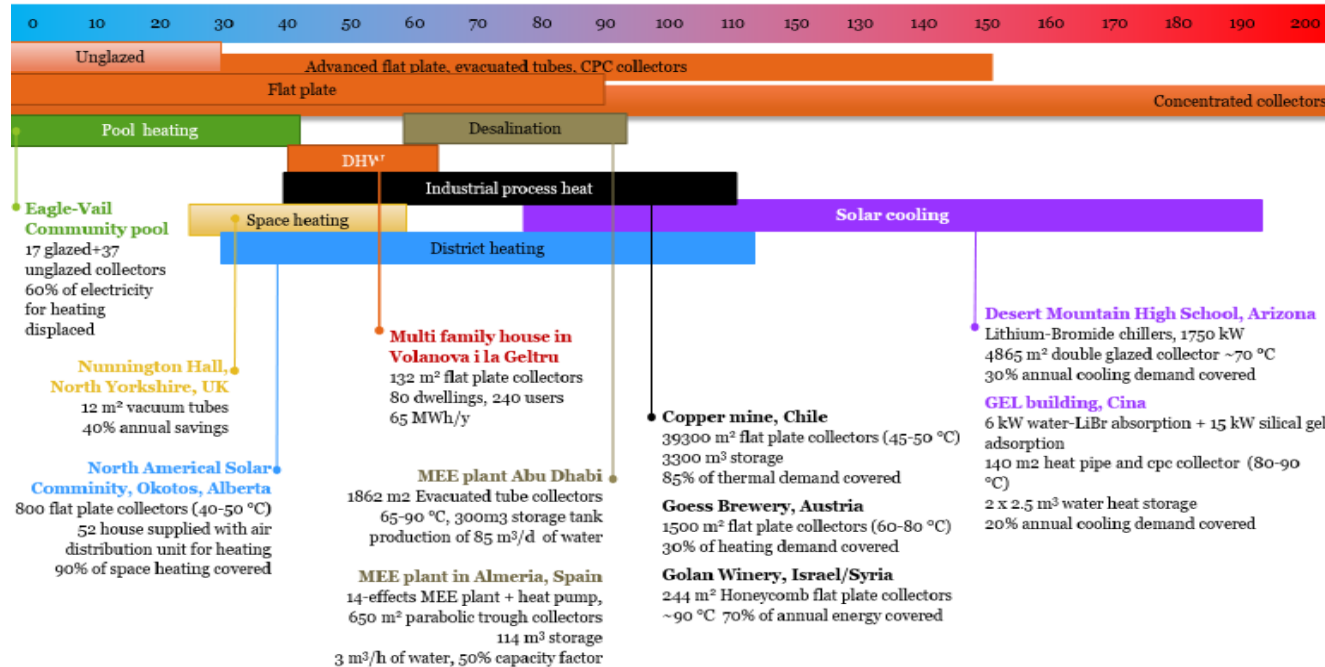 0 10 20 30 40 50 60 70 80 90 100 110 120 130 140 150 160 170 180 190 200
Unglazed
Advanced flat plate, evacuated tubes, CPC collectors
Flat plate
Concentrated collectors
Pool heating
Desalination
DHW
Industrial process heat
Space heating
Solar cooling
District heating
Eagle-Vail
Community pool
17 glazed+37
unglazed collectors
60% of electricity
for heating
displaced
Nunnington Hall,
North Yorkshire, UK
12 m² vacuum tubes
40% annual savings
North Americal Solar
Comminity, Okotos, Alberta
800 flat plate collectors (40-50 °C)
52 house supplied with air
distribution unit for heating
90% of space heating covered
Multi family house in
Volanova i la Geltru
132 m² flat plate collectors
80 dwellings, 240 users
65 MWh/y
MEE plant Abu Dhabi
1862 m2 Evacuated tube collectors
65-90 °C, 300m3 storage tank
production of 85 m³/d of water
MEE plant in Almeria, Spain
14-effects MEE plant + heat pump,
650 m² parabolic trough collectors
114 m³ storage
3 m³/h of water, 50% capacity factor
Copper mine, Chile
39300 m² flat plate collectors (45-50 °C)
3300 m³ storage
85% of thermal demand covered
Goess Brewery, Austria
1500 m² flat plate collectors (60-80 °C)
30% of heating demand covered
Golan Winery, Israel/Syria
244 m² Honeycomb flat plate collectors
~90 °C 70% of annual energy covered
Desert Mountain High School, Arizona
Lithium-Bromide chillers, 1750 kW
4865 m² double glazed collector ~70 °C
30% annual cooling demand covered
GEL building, Cina
6 kW water-LiBr absorption + 15 kW silical gel
adsorption
140 m2 heat pipe and cpc collector (80-90
°C)
2 x 2.5 m³ water heat storage
20% annual cooling demand covered